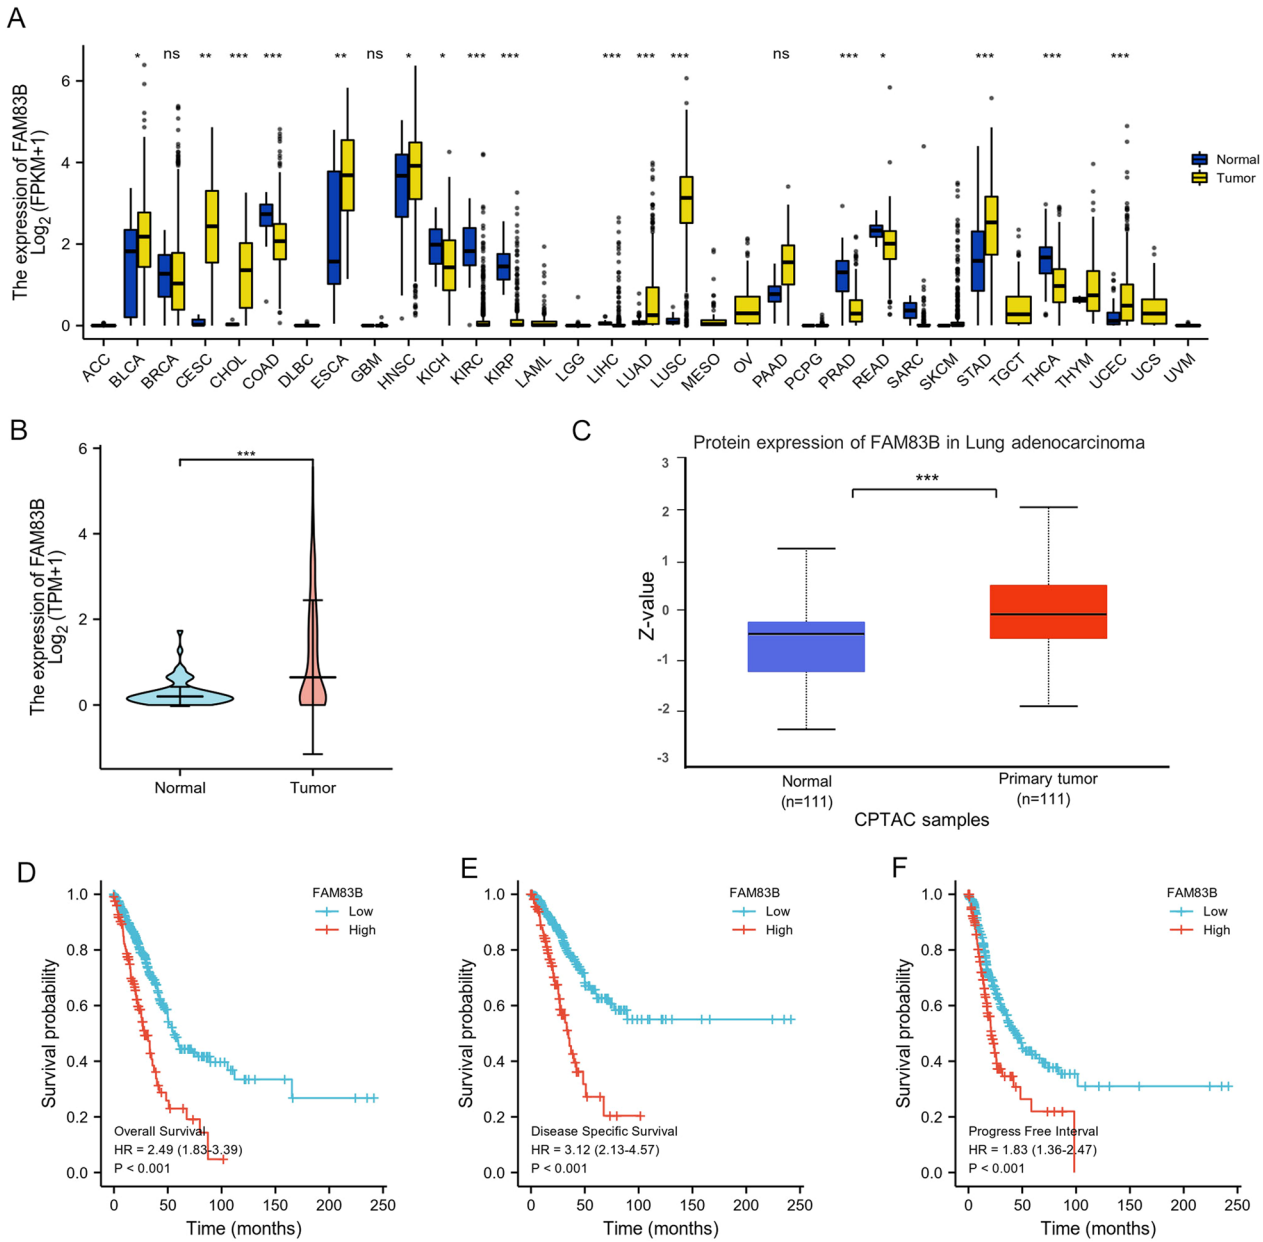 A
* ns ** *** *** ** ns * * *** *** *** *** *** ns *** * *** *** ***
The expression of FAM83B
Log2 (FPKM+1)
6
4
2
0
Normal
Tumor
ACC BLCA BRCA CESC CHOL COAD DLBC ESCA GBM HNSC KICH KIRC KIRP LAML LGG LIHC LUAD LUSC MESO OV PAAD PCPG PRAD READ SARC SKCM STAD TGCT THCA THYM UCEC UCS UVM
B
The expression of FAM83B
Log2 (TPM+1)
6
4
2
0
***
Normal Tumor
C
Protein expression of FAM83B in Lung adenocarcinoma
Z-value
3
2
1
0
-1
-2
-3
***
Normal
(n=111)
Primary tumor
(n=111)
CPTAC samples
D
Survival probability
1.0
0.8
0.6
0.4
0.2
0.0
FAM83B
Low
High
Overall Survival
HR = 2.49 (1.83-3.39)
P < 0.001
0 50 100 150 200 250
Time (months)
E
Survival probability
1.0
0.8
0.6
0.4
0.2
0.0
FAM83B
Low
High
Disease Specific Survival
HR = 3.12 (2.13-4.57)
P < 0.001
0 50 100 150 200 250
Time (months)
F
Survival probability
1.0
0.8
0.6
0.4
0.2
0.0
FAM83B
Low
High
Progress Free Interval
HR = 1.83 (1.36-2.47)
P < 0.001
0 50 100 150 200 250
Time (months)